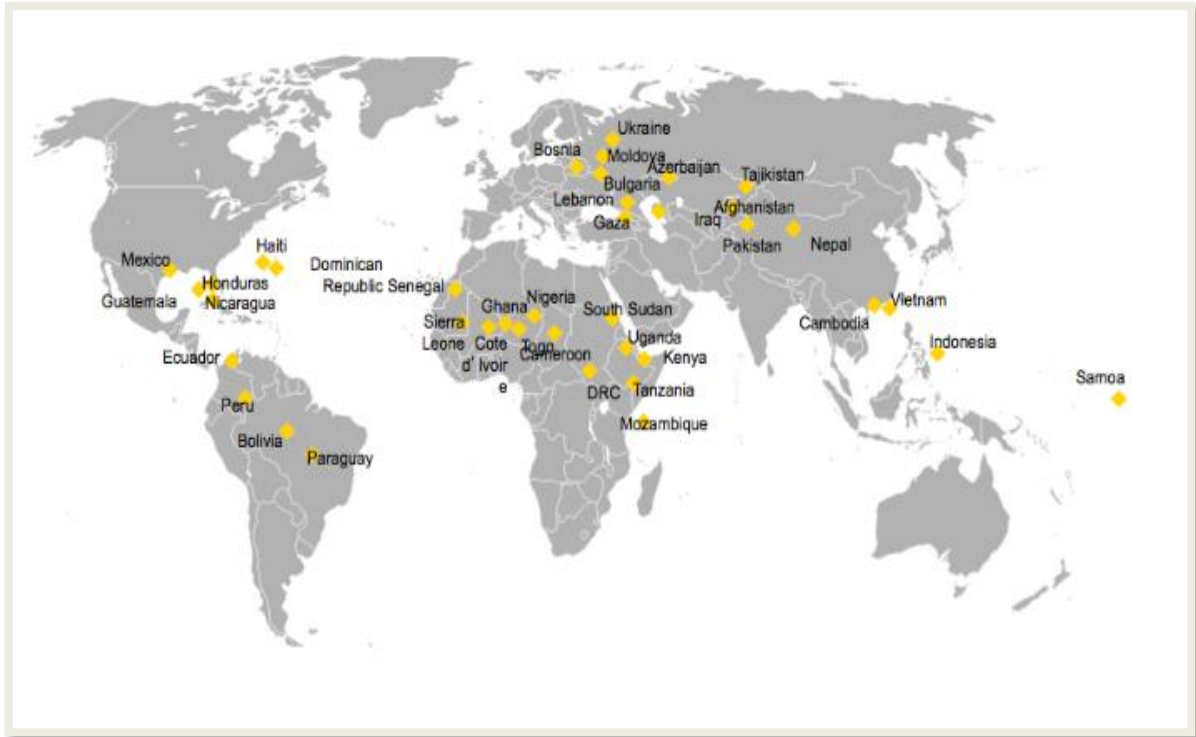 Ukraine
Bosnia
Moldova
Azerbaijan
Tajikistan
Bulgaria
Lebanon
Afghanistan
Gaza
Iraq
Pakistan
Nepal
Haiti
Mexico
Dominican
Republic
Honduras
Guatemala
Nicaragua
Senegal
Ghana
Nigeria
South Sudan
Vietnam
Sierra
Leone
Cote
d' Ivoir
e
Togo
Cameroon
Uganda
Kenya
Cambodia
Indonesia
Ecuador
Samoa
DRC
Tanzania
Peru
Mozambique
Bolivia
Paraguay